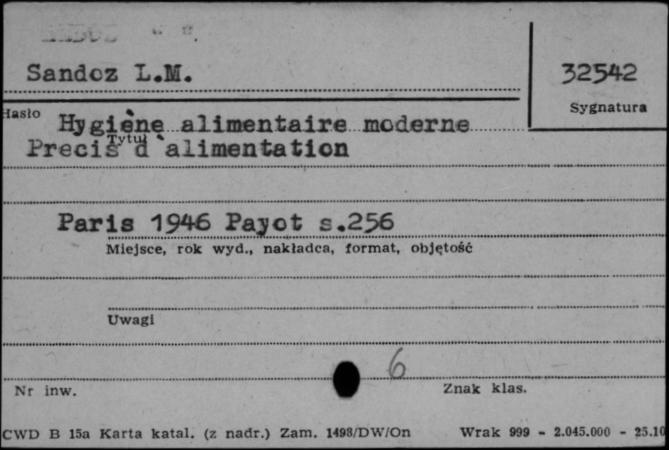 Sandoz L.M.
32542
Sygnatura
Hasło
Hygiène alimentaire moderne
Tytuł
Precis d`alimentation
Paris 1946 Payot s.256
Miejsce, rok wyd., nakładca, format, objętość
Uwagi
6
Nr inw.
Znak klas.
CWD B 15a Karta katal. (z nadr.) Zam. 1498/DW/On Wrak 999 - 2.045.000 - 25.10